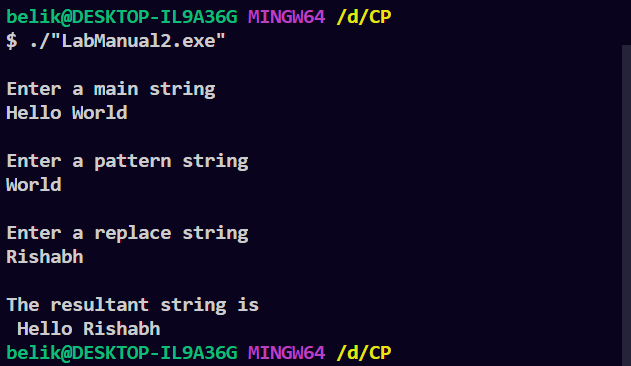 belik@DESKTOP-IL9A36G MINGW64 /d/CP
$ ./"LabManual2.exe"
Enter a main string
Hello World
Enter a pattern string
World
Enter a replace string
Rishabh
The resultant string is
 Hello Rishabh
belik@DESKTOP-IL9A36G MINGW64 /d/CP